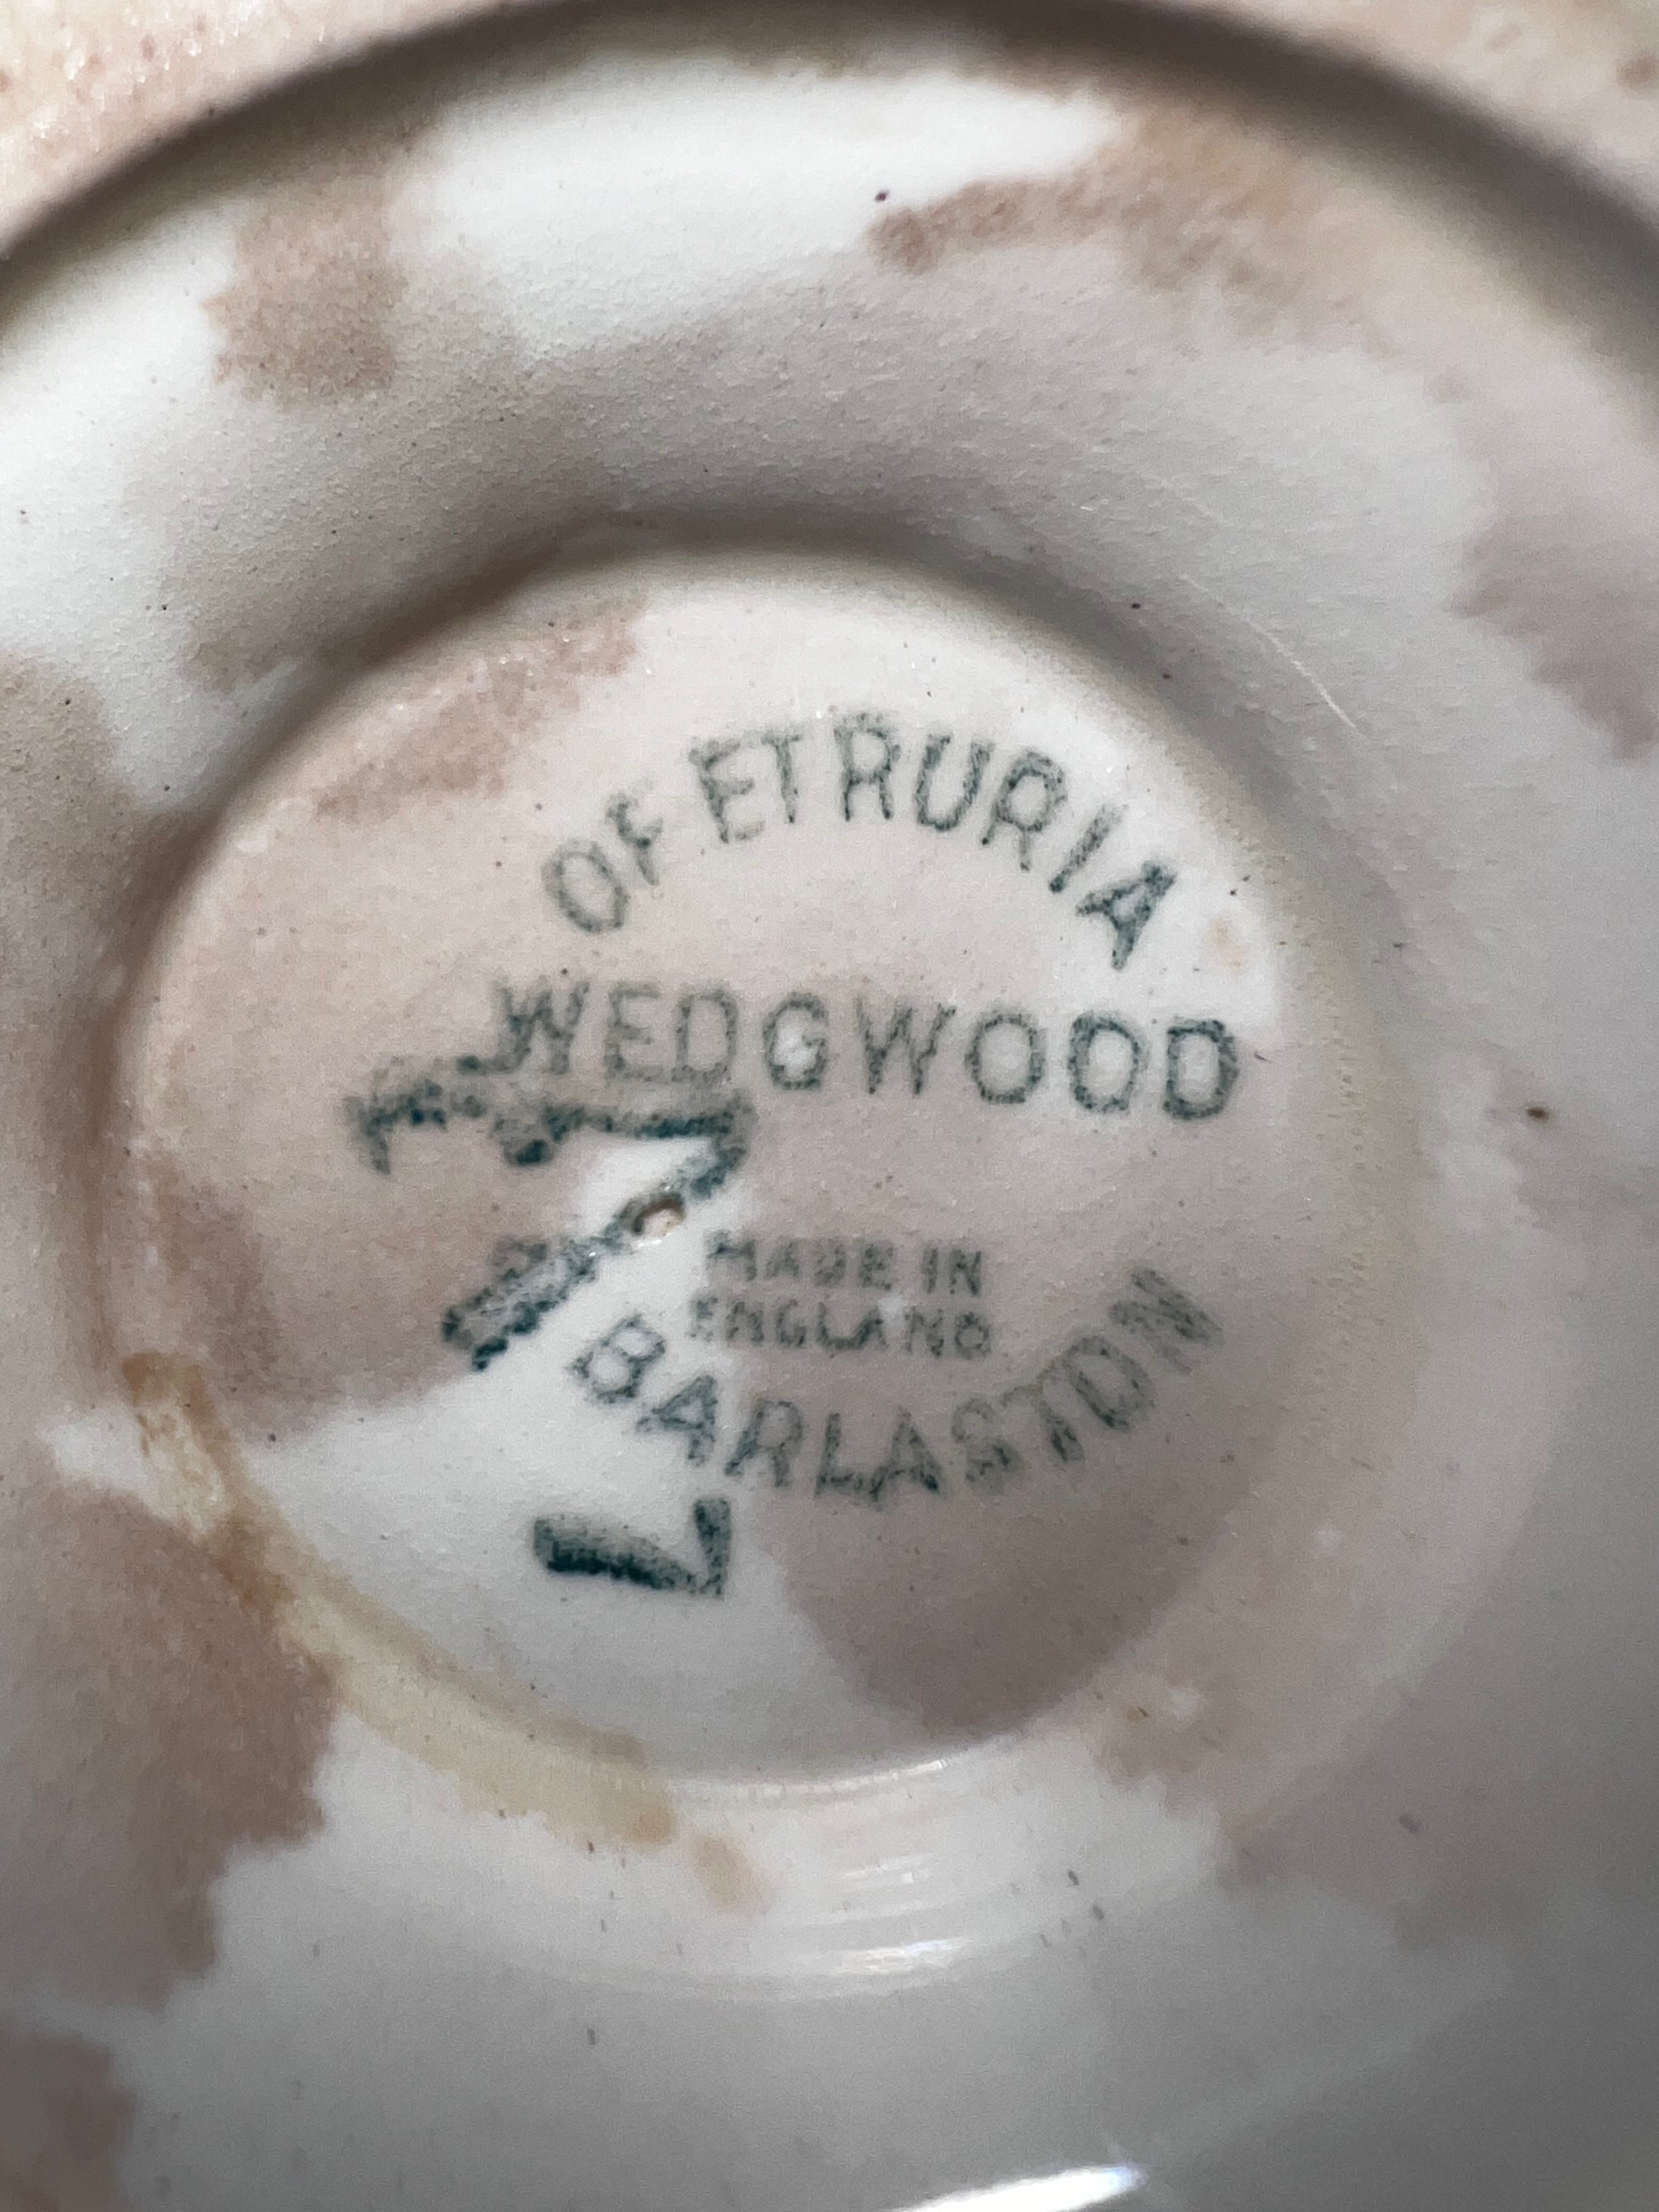 OF ETRURIA
WEDGWOOD
MADE IN
ENGLAND
BARLASTON